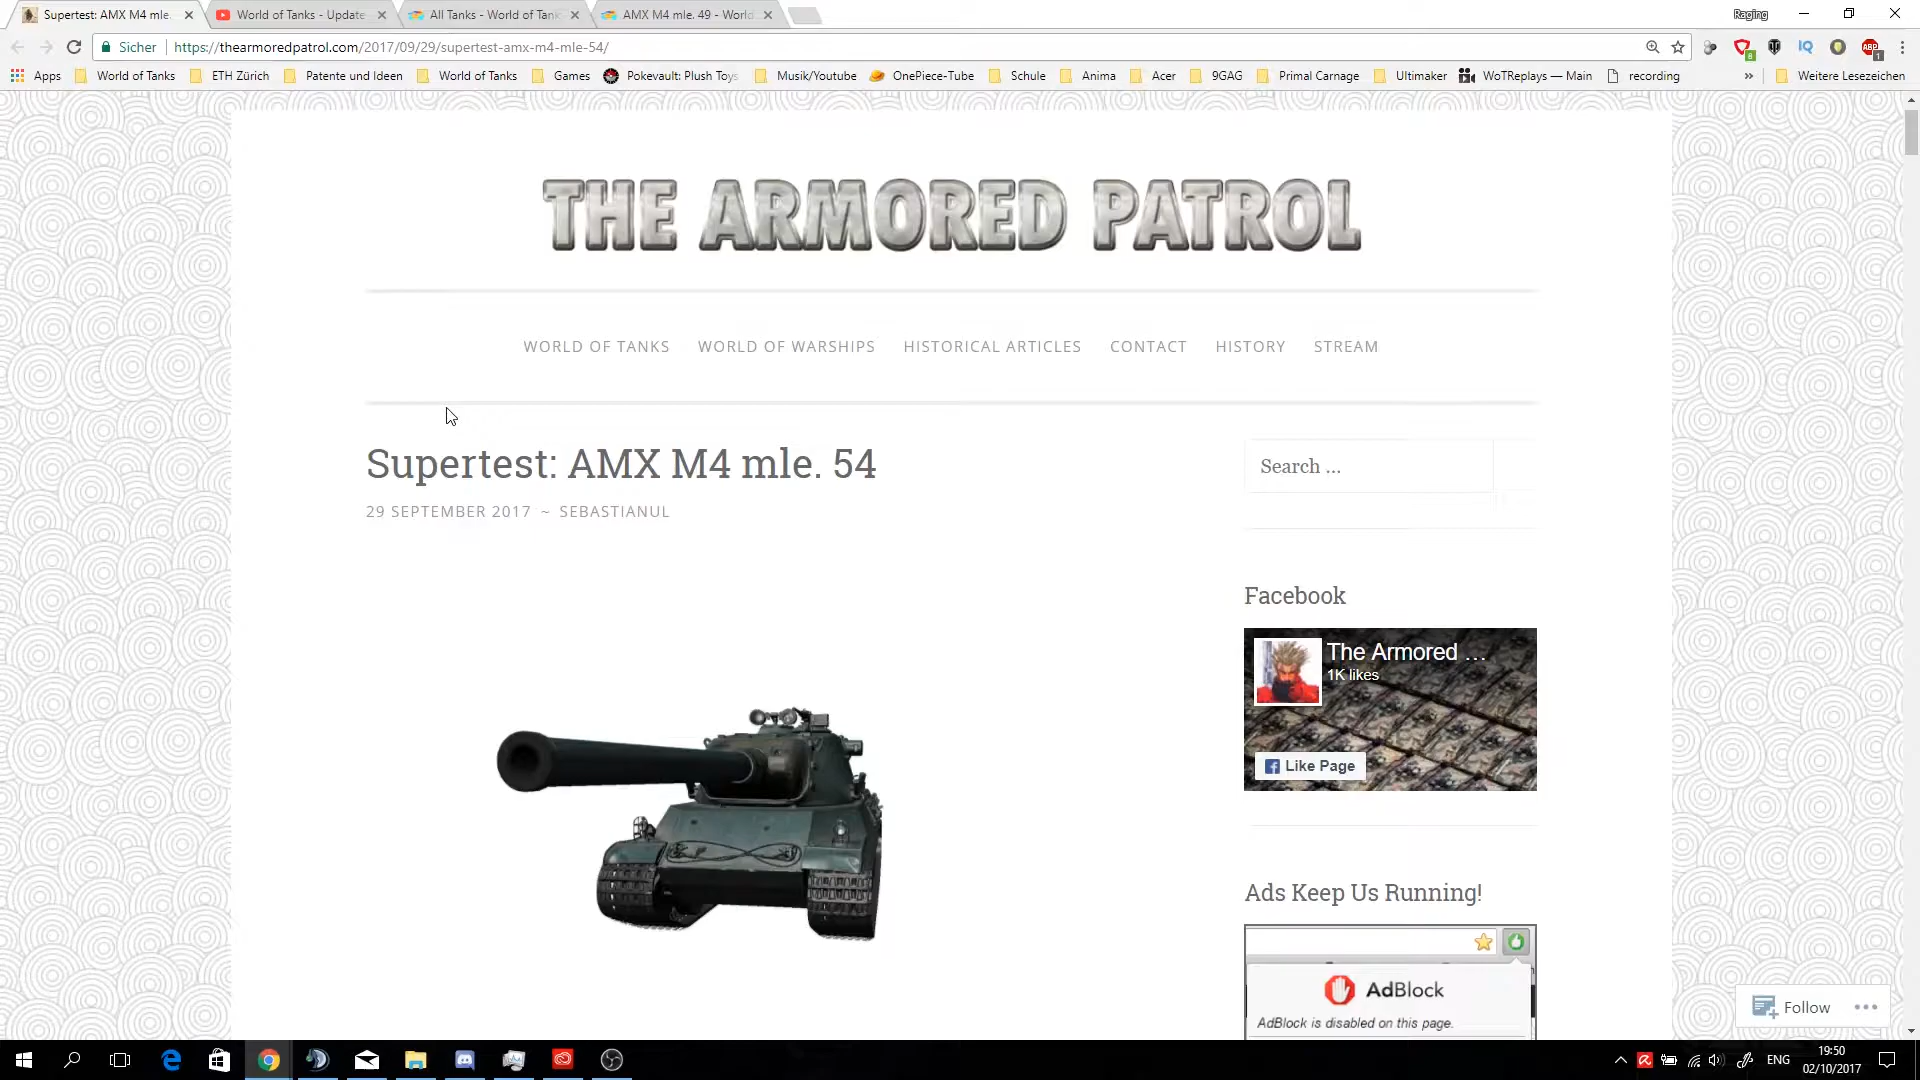 Supertest: AMX M4 mle.
World of Tanks - Update
All Tanks - World of Tank
AMX M4 mle. 49 - World
Raging
Sicher
https://thearmoredpatrol.com/2017/09/29/supertest-amx-m4-mle-54/
Apps World of Tanks ETH Zürich Patente und Ideen World of Tanks Games Pokevault: Plush Toys Musik/Youtube OnePiece-Tube Schule Anima Acer 9GAG Primal Carnage Ultimaker WoTReplays — Main recording » Weitere Lesezeichen
THE ARMORED PATROL
WORLD OF TANKS WORLD OF WARSHIPS HISTORICAL ARTICLES CONTACT HISTORY STREAM
Supertest: AMX M4 mle. 54
29 SEPTEMBER 2017 ~ SEBASTIANUL
Search ...
Facebook
The Armored ...
1K likes
Like Page
Ads Keep Us Running!
AdBlock
AdBlock is disabled on this page.
Follow
ENG
19:50
02/10/2017